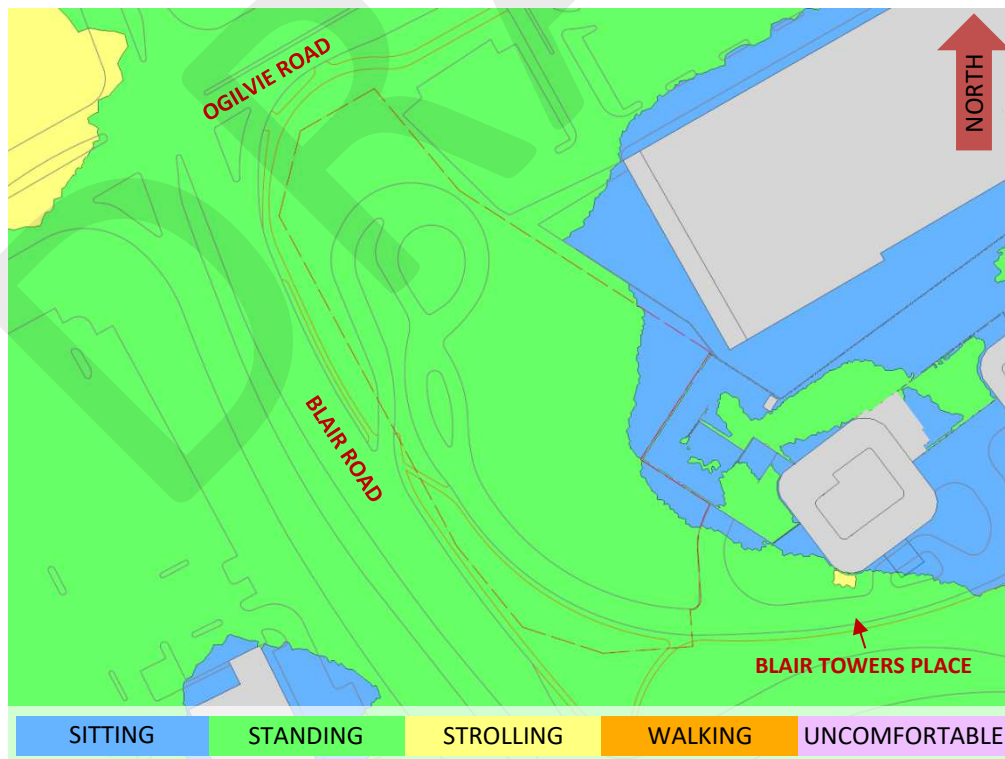 OGILVIE ROAD
NORTH
BLAIR ROAD
BLAIR TOWERS PLACE
SITTING
STANDING
STROLLING
WALKING
UNCOMFORTABLE